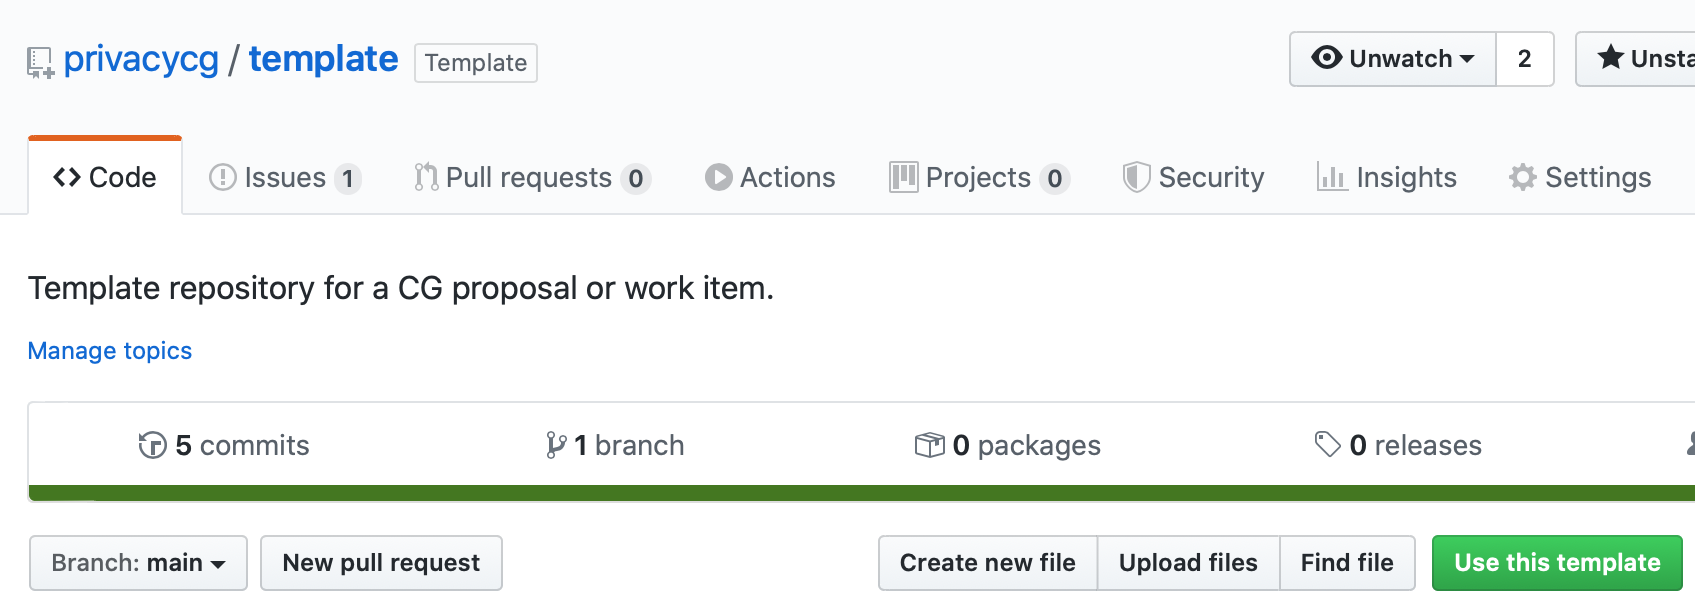 privacycg / template Template Unwatch 2
Code Issues 1 Pull requests 0 Actions Projects 0 Security Insights Settings
Template repository for a CG proposal or work item.
Manage topics
5 commits 1 branch 0 packages 0 releases
Branch: main New pull request Create new file Upload files Find file Use this template